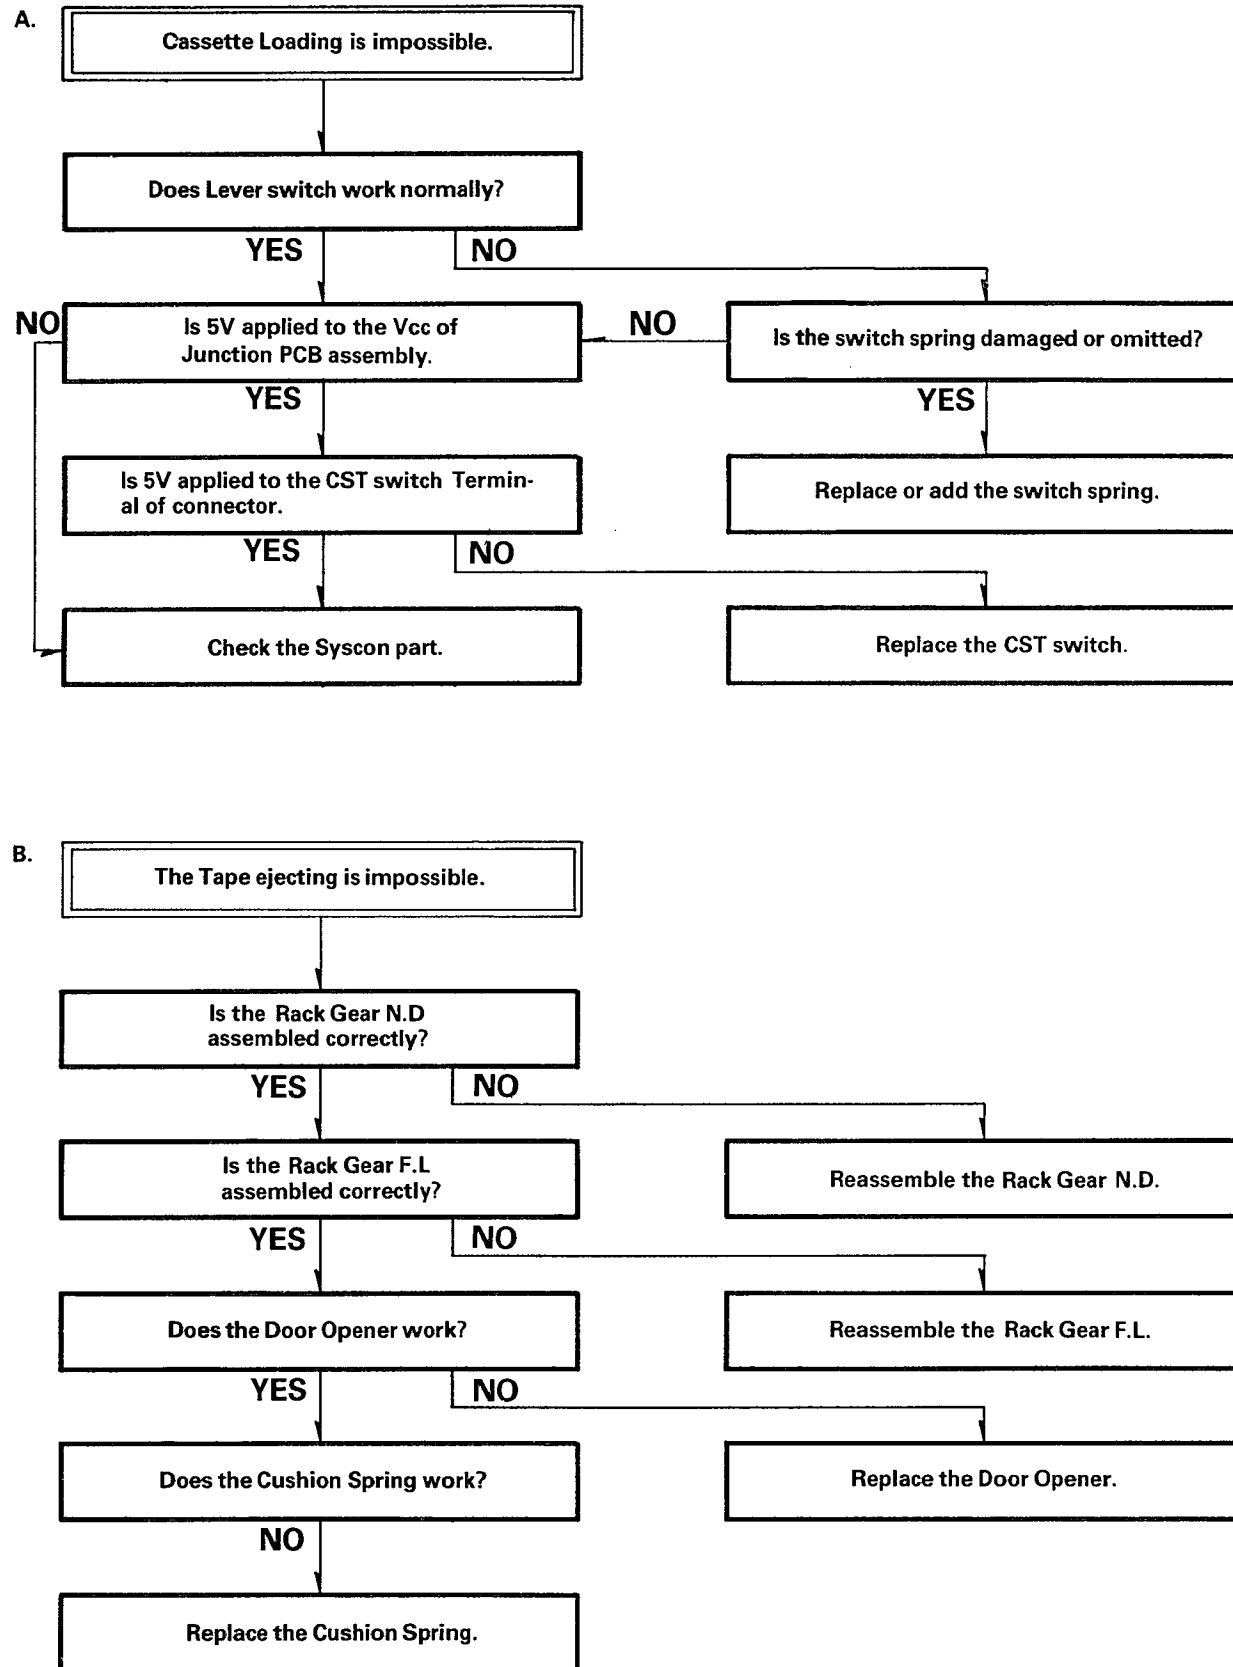 A.
Cassette Loading is impossible.
Does Lever switch work normally?
YES
NO
NO
Is 5V applied to the Vcc of
Junction PCB assembly.
NO
Is the switch spring damaged or omitted?
YES
YES
Is 5V applied to the CST switch Termin-
al of connector.
Replace or add the switch spring.
YES
NO
Check the Syscon part.
Replace the CST switch.
B.
The Tape ejecting is impossible.
Is the Rack Gear N.D
assembled correctly?
YES
NO
Is the Rack Gear F.L
assembled correctly?
Reassemble the Rack Gear N.D.
YES
NO
Does the Door Opener work?
Reassemble the Rack Gear F.L.
YES
NO
Does the Cushion Spring work?
Replace the Door Opener.
NO
Replace the Cushion Spring.